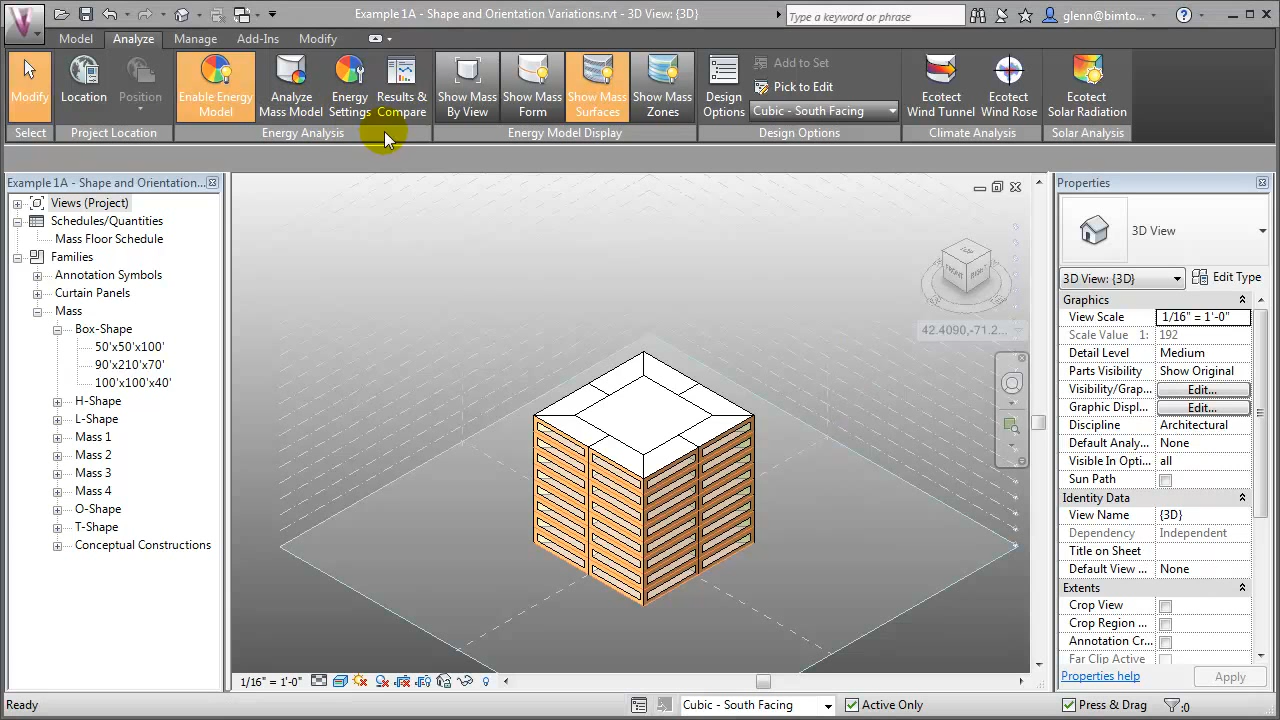 Example 1A - Shape and Orientation Variations.rvt - 3D View: {3D}
Type a keyword or phrase
glenn@bimto...
Model
Analyze
Manage
Add-Ins
Modify
Modify
Location
Position
Enable Energy
Model
Analyze
Mass Model
Energy
Settings
Results &
Compare
Show Mass
By View
Show Mass
Form
Show Mass
Surfaces
Show Mass
Zones
Design
Options
Add to Set
Pick to Edit
Cubic - South Facing
Ecotect
Wind Tunnel
Ecotect
Wind Rose
Ecotect
Solar Radiation
Select
Project Location
Energy Analysis
Energy Model Display
Design Options
Climate Analysis
Solar Analysis
Example 1A - Shape and Orientation...
Views (Project)
Schedules/Quantities
Mass Floor Schedule
Families
Annotation Symbols
Curtain Panels
Mass
Box-Shape
50'x50'x100'
90'x210'x70'
100'x100'x40'
H-Shape
L-Shape
Mass 1
Mass 2
Mass 3
Mass 4
O-Shape
T-Shape
Conceptual Constructions
TOP
FRONT
RIGHT
42.4090,-71.2...
Properties
3D View
3D View: {3D}
Edit Type
Graphics
View Scale
1/16" = 1'-0"
Scale Value 1:
192
Detail Level
Medium
Parts Visibility
Show Original
Visibility/Grap...
Edit...
Graphic Displ...
Edit...
Discipline
Architectural
Default Analy...
None
Visible In Opti...
all
Sun Path
Identity Data
View Name
{3D}
Dependency
Independent
Title on Sheet
Default View ...
None
Extents
Crop View
Crop Region ...
Annotation Cr...
Far Clip Active
Properties help
Apply
1/16" = 1'-0"
Ready
Cubic - South Facing
Active Only
Press & Drag
:0